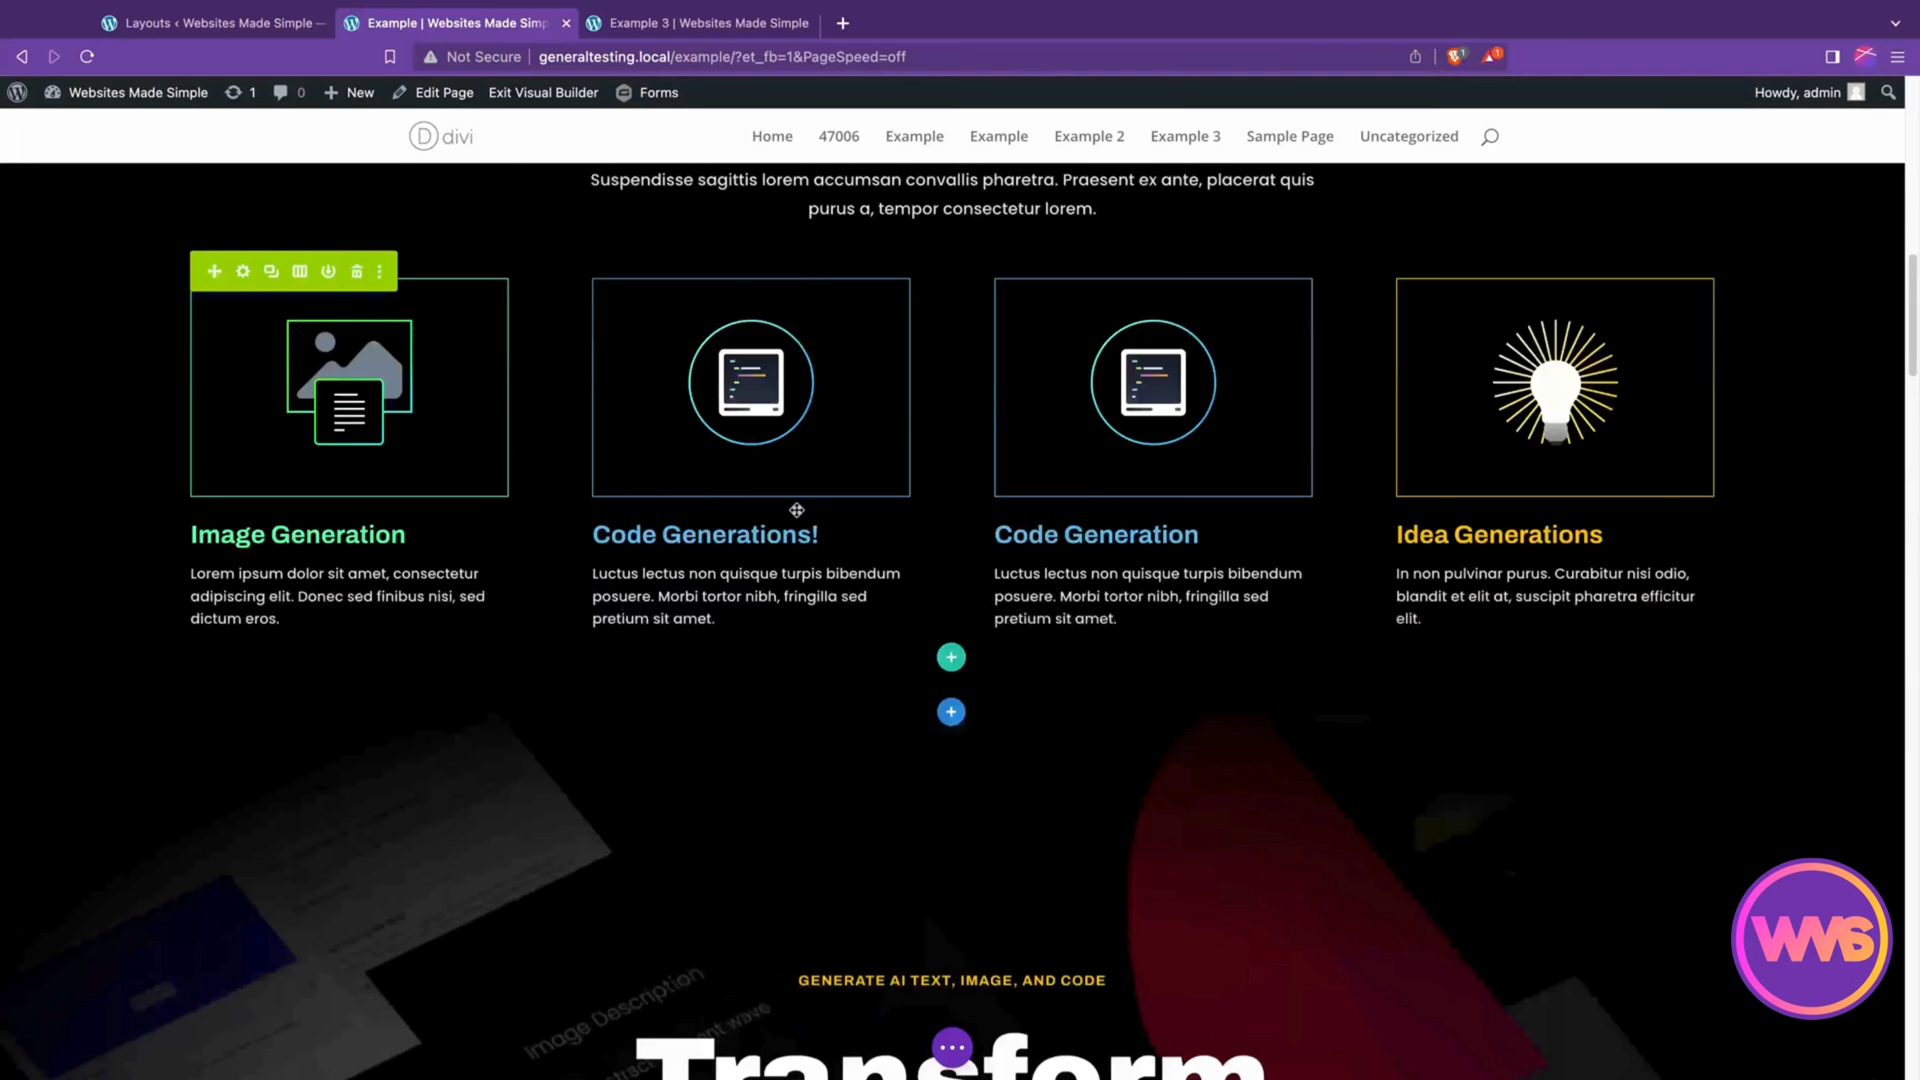 Layouts ‹ Websites Made Simple —
Example | Websites Made Simp
Example 3 | Websites Made Simple
Not Secure
generaltesting.local/example/?et_fb=1&PageSpeed=off
1
1
Websites Made Simple
1
0
New
Edit Page
Exit Visual Builder
Forms
Howdy, admin
D divi
Home
47006
Example
Example
Example 2
Example 3
Sample Page
Uncategorized
Suspendisse sagittis lorem accumsan convallis pharetra. Praesent ex ante, placerat quis
purus a, tempor consectetur lorem.
Image Generation
Lorem ipsum dolor sit amet, consectetur
adipiscing elit. Donec sed finibus nisi, sed
dictum eros.
Code Generations!
Luctus lectus non quisque turpis bibendum
posuere. Morbi tortor nibh, fringilla sed
pretium sit amet.
Code Generation
Luctus lectus non quisque turpis bibendum
posuere. Morbi tortor nibh, fringilla sed
pretium sit amet.
Idea Generations
In non pulvinar purus. Curabitur nisi odio,
blandit et elit at, suscipit pharetra efficitur
elit.
Image Description
GENERATE AI TEXT, IMAGE, AND CODE
Transform
WMS